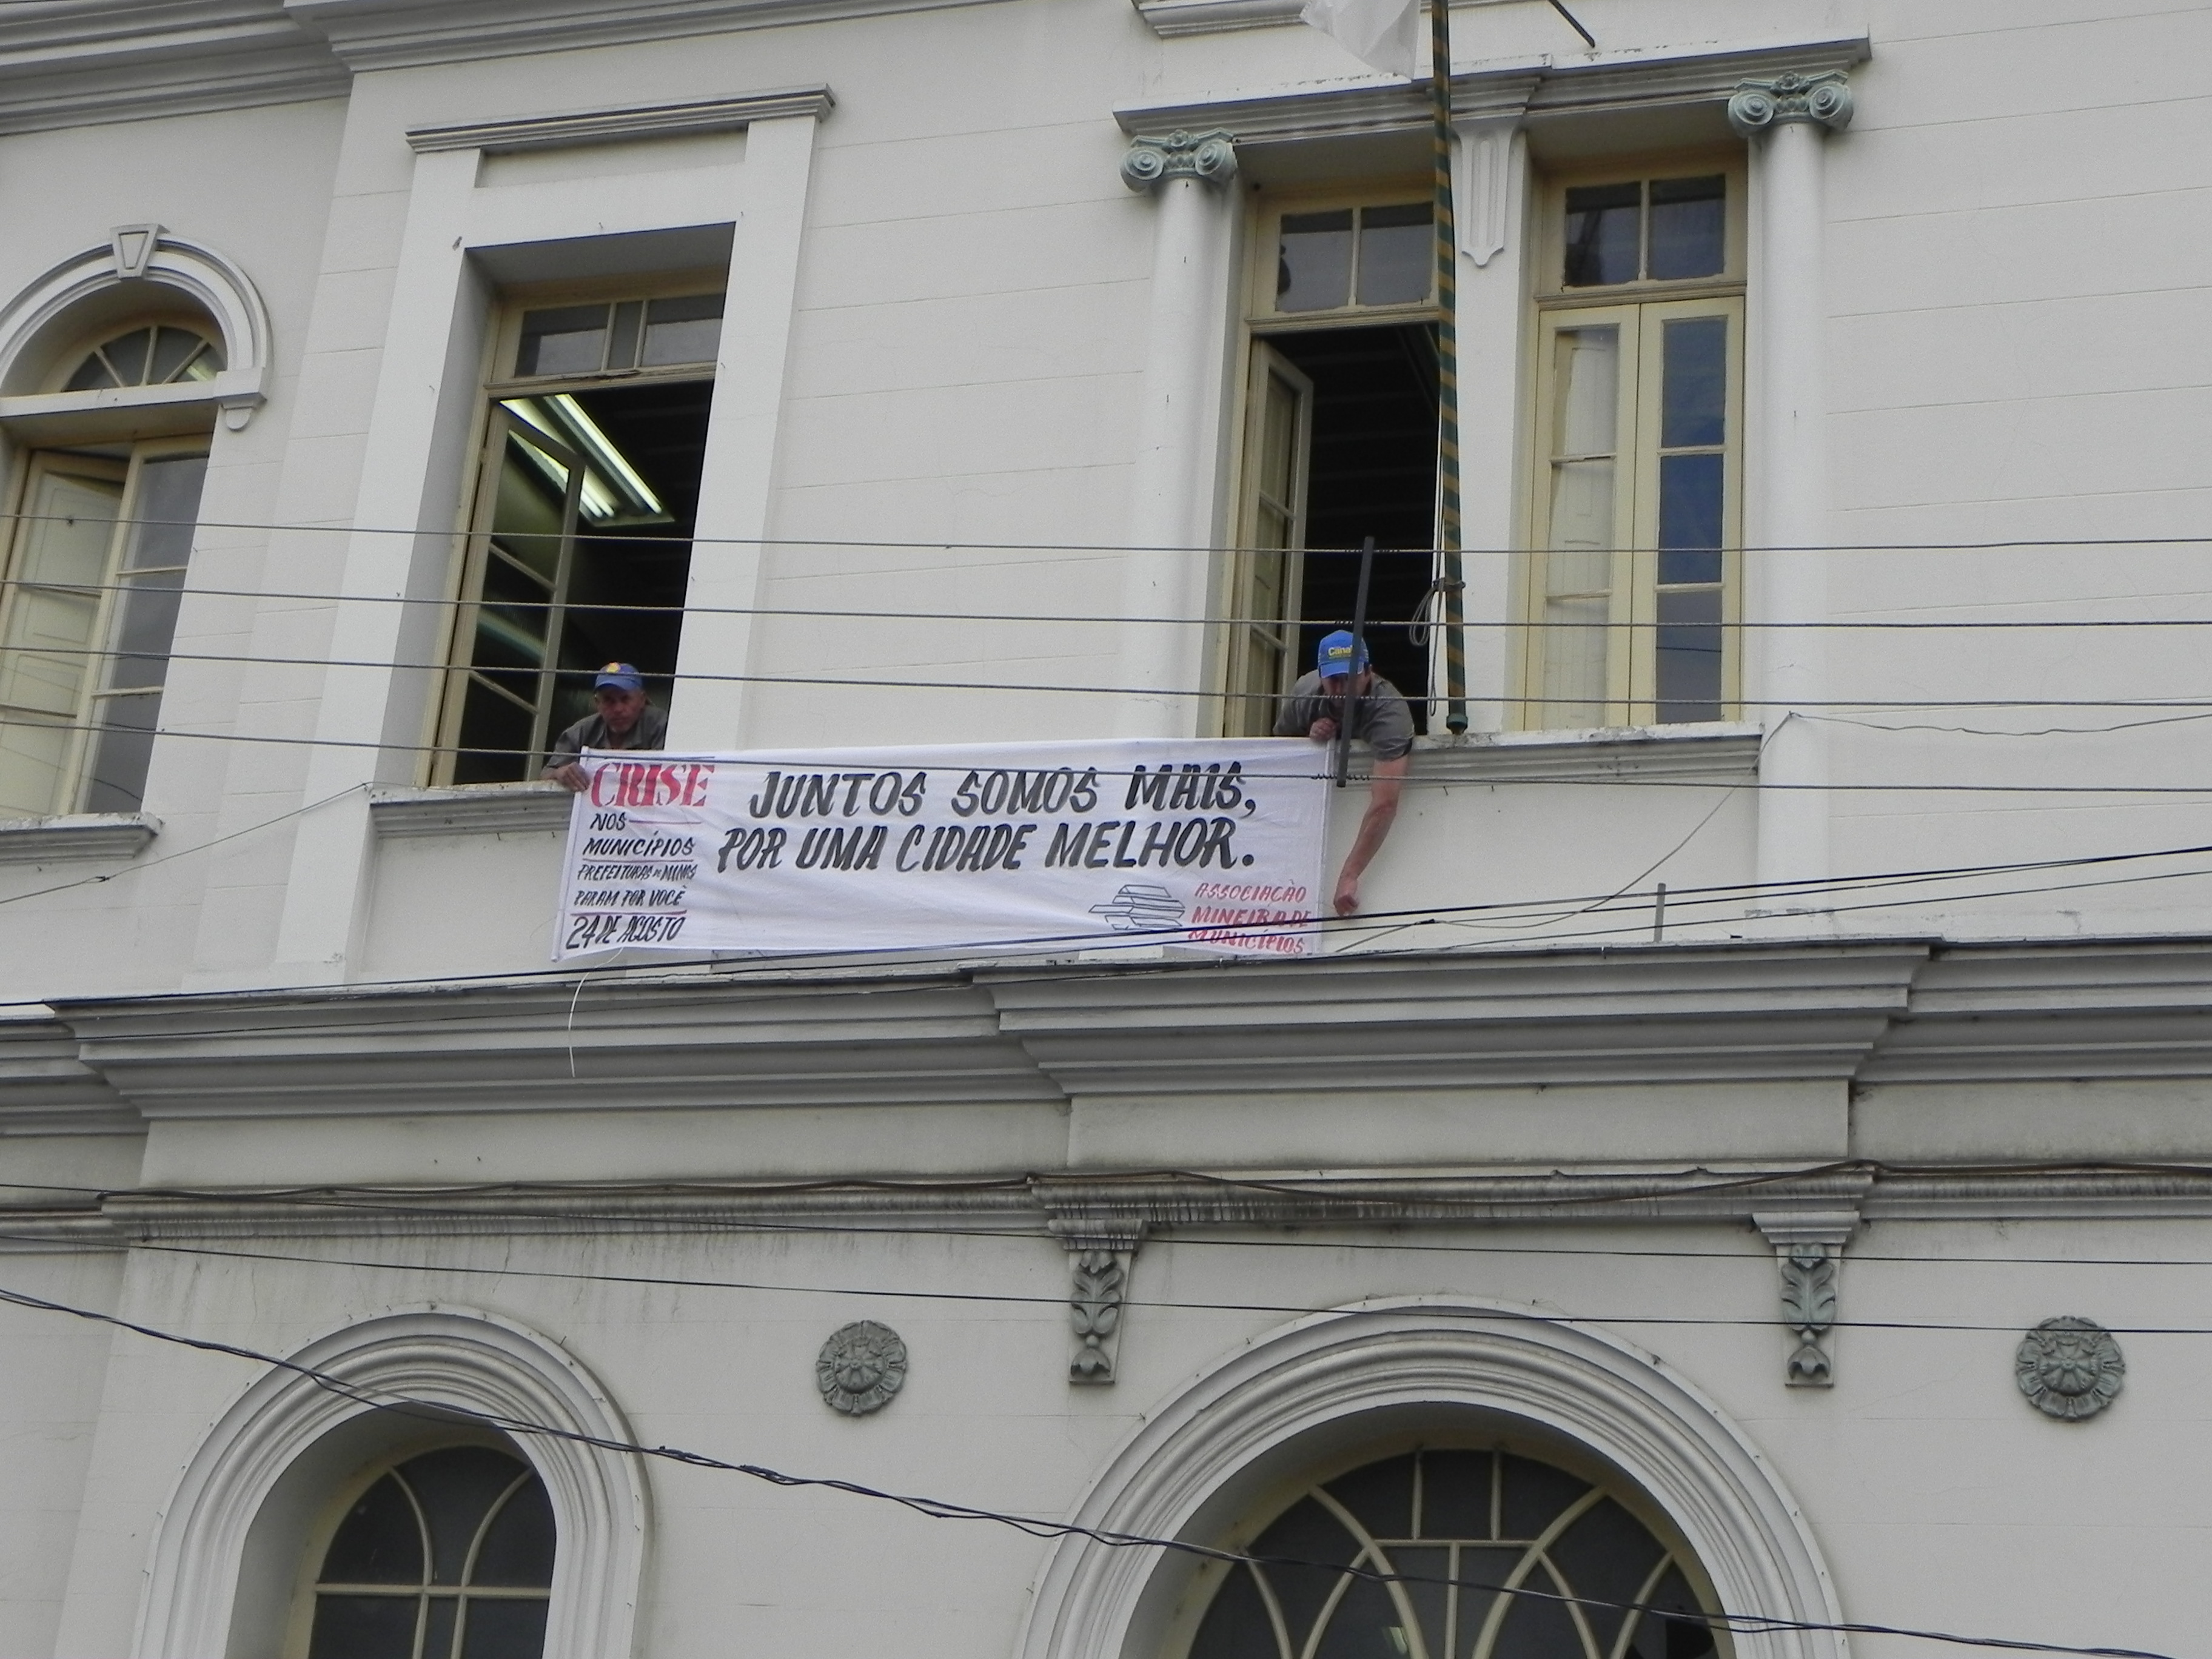 CRISE
NOS
MUNICÍPIOS
PREFEITURAS DE MINAS
PARAM POR VOCÊ
24 DE AGOSTO
JUNTOS SOMOS MAIS,
POR UMA CIDADE MELHOR.
ASSOCIAÇÃO
MINEIRA DE
MUNICÍPIOS.